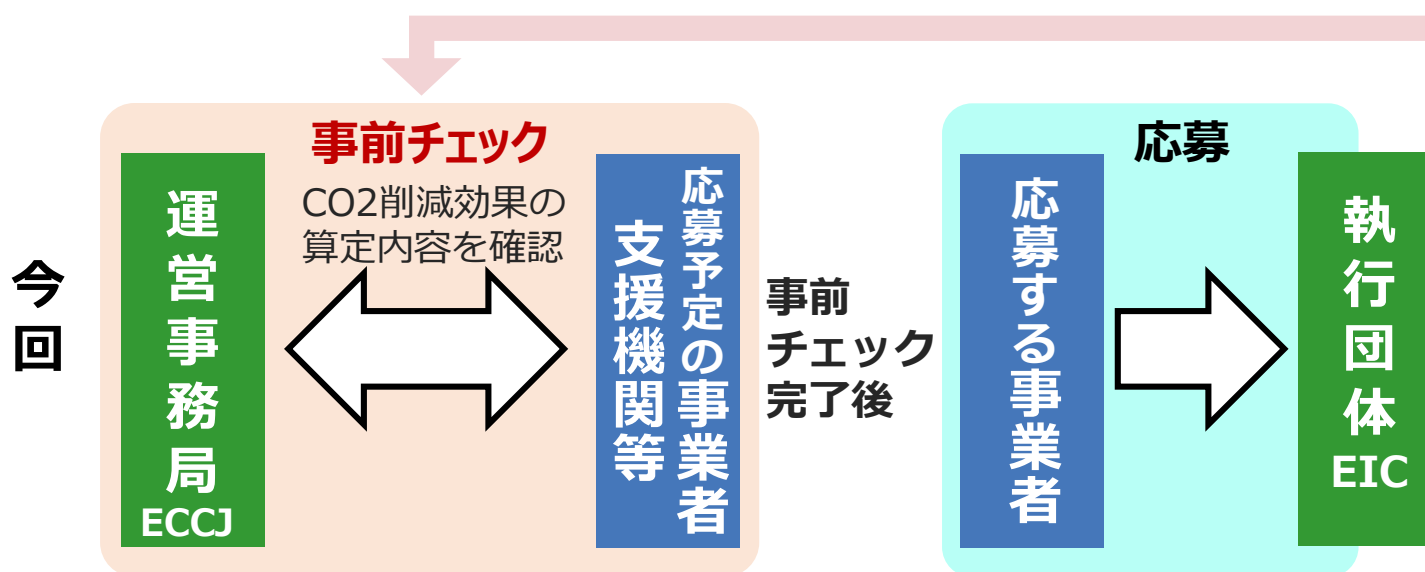 今回
事前チェック
運営事務局
ECCJ
CO2削減効果の
算定内容を確認
応募予定の事業者
支援機関等
事前
チェック
完了後
応募
応募する事業者
執行団体
EIC